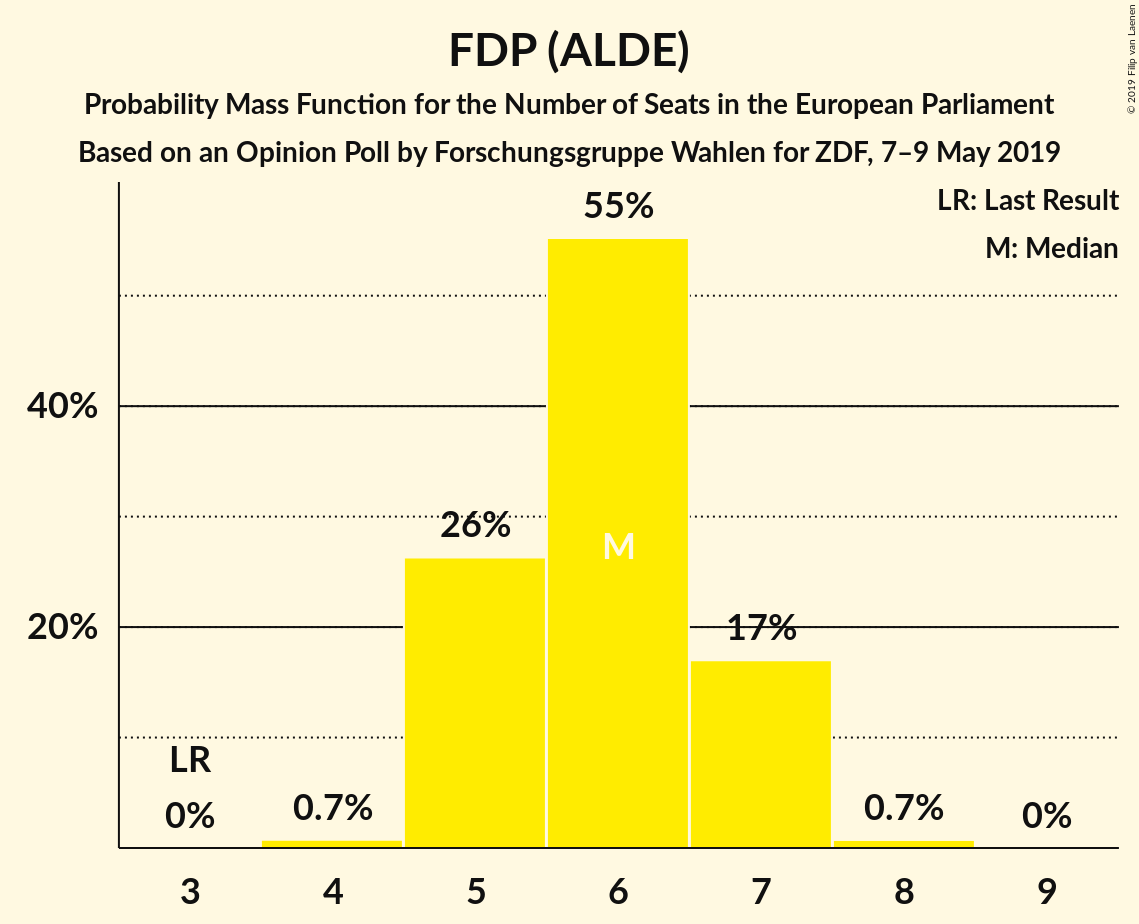 FDP (ALDE)
Probability Mass Function for the Number of Seats in the European Parliament
Based on an Opinion Poll by Forschungsgruppe Wahlen for ZDF, 7–9 May 2019
© 2019 Filip van Laenen
LR: Last Result
M: Median
55%
40%
26%
M
20%
17%
LR
0%
0.7%
0.7%
0%
3 4 5 6 7 8 9